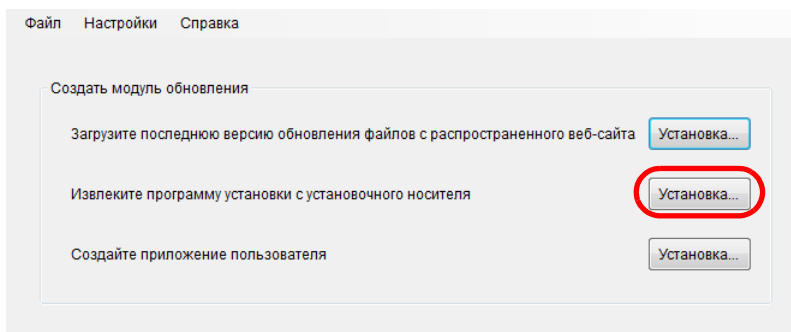 Файл Настройки Справка
Создать модуль обновления
Загрузите последнюю версию обновления файлов с распространенного веб-сайта Установка...
Извлеките программу установки с установочного носителя Установка...
Создайте приложение пользователя Установка...